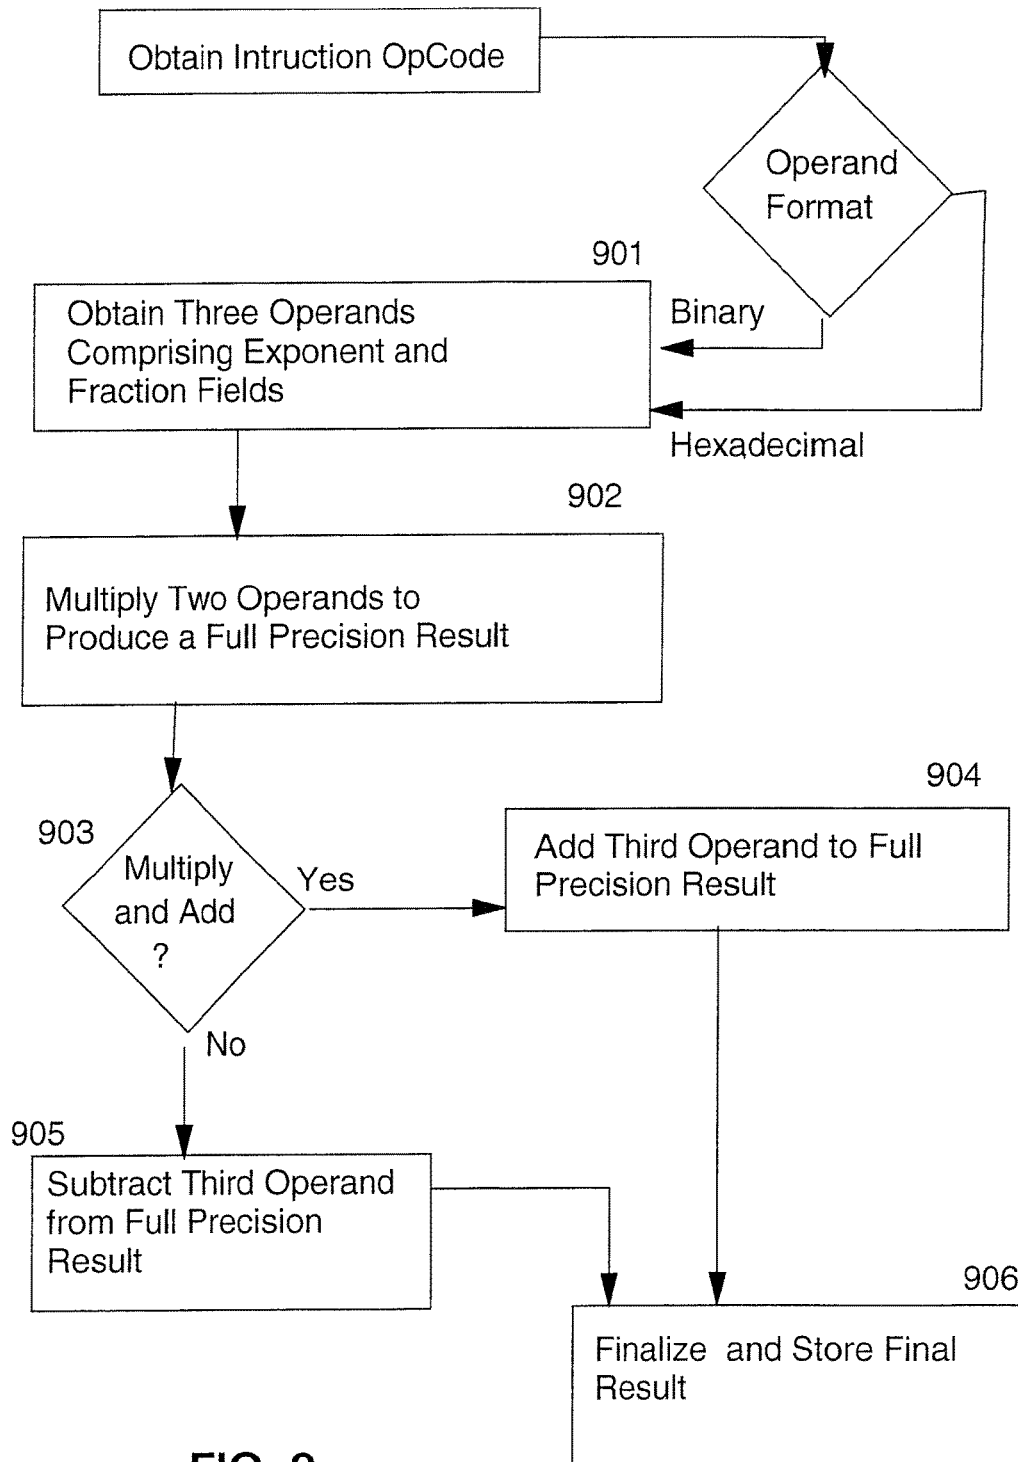 Obtain Intruction OpCode
Operand
Format
901
Obtain Three Operands
Comprising Exponent and
Fraction Fields
Binary
Hexadecimal
902
Multiply Two Operands to
Produce a Full Precision Result
903
Multiply
and Add
?
Yes
904
Add Third Operand to Full
Precision Result
No
905
Subtract Third Operand
from Full Precision
Result
906
Finalize and Store Final
Result